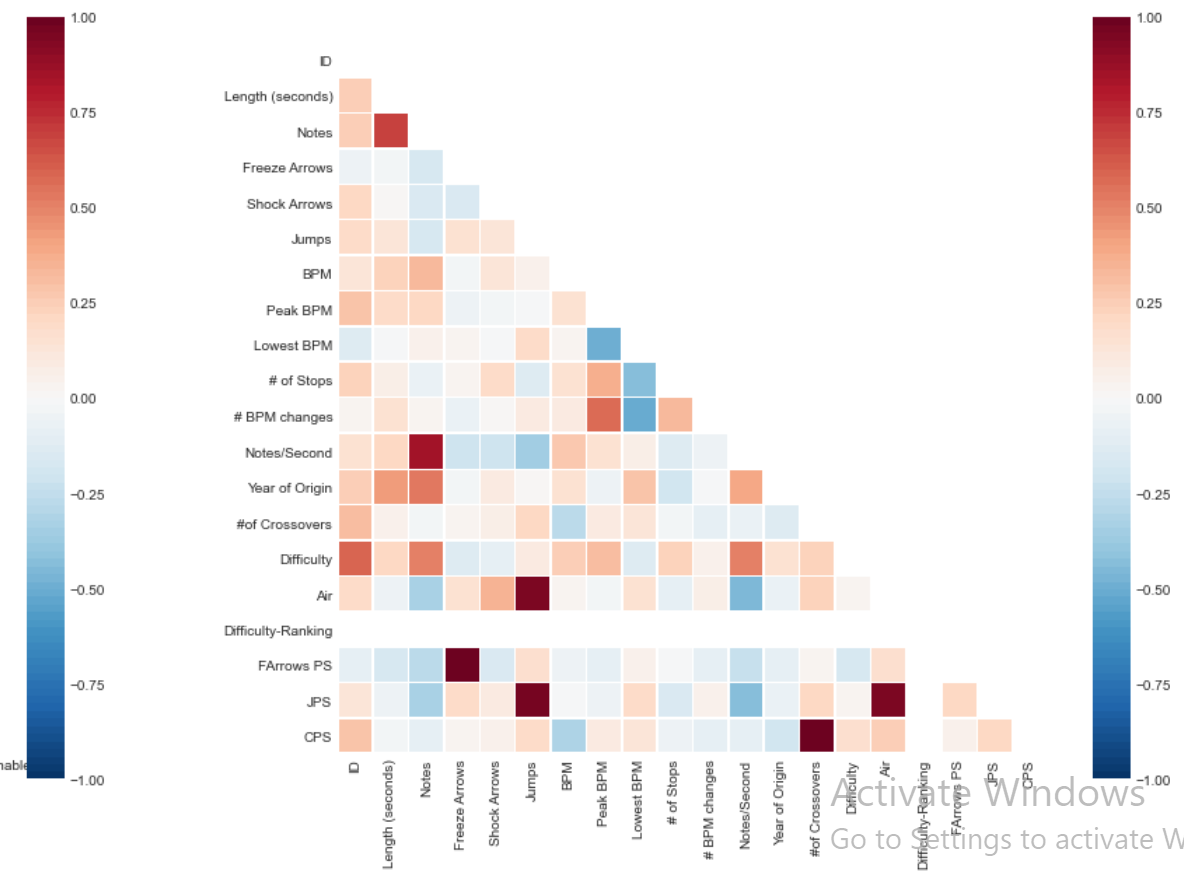 1.00
0.75
0.50
0.25
0.00
−0.25
−0.50
−0.75
−1.00
nable
ID
Length (seconds)
Notes
Freeze Arrows
Shock Arrows
Jumps
BPM
Peak BPM
Lowest BPM
# of Stops
# BPM changes
Notes/Second
Year of Origin
#of Crossovers
Difficulty
Air
Difficulty-Ranking
FArrows PS
JPS
CPS
ID
Length (seconds)
Notes
Freeze Arrows
Shock Arrows
Jumps
BPM
Peak BPM
Lowest BPM
# of Stops
# BPM changes
Notes/Second
Year of Origin
#of Crossovers
Difficulty
Air
Difficulty-Ranking
FArrows PS
JPS
CPS
1.00
0.75
0.50
0.25
0.00
−0.25
−0.50
−0.75
−1.00
Activate Windows
Go to Settings to activate W